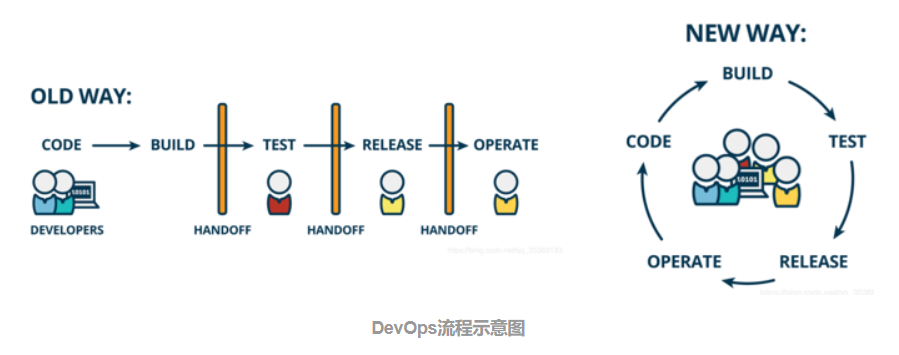 NEW WAY:
OLD WAY:
CODE BUILD TEST RELEASE OPERATE
10101
DEVELOPERS HANDOFF HANDOFF HANDOFF
BUILD
TEST
RELEASE
OPERATE
CODE
10101
DevOps流程示意图